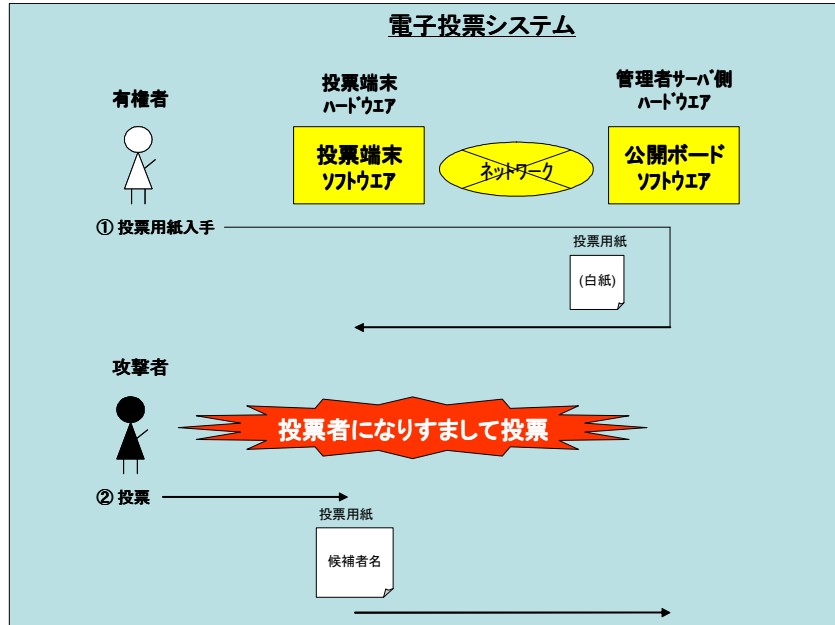 電子投票システム
有権者
投票端末
ハードウエア
管理者サーバ側
ハードウエア
投票端末
ソフトウエア
ネットワーク
公開ボード
ソフトウエア
① 投票用紙入手
投票用紙
(白紙)
攻撃者
投票者になりすまして投票
② 投票
投票用紙
候補者名